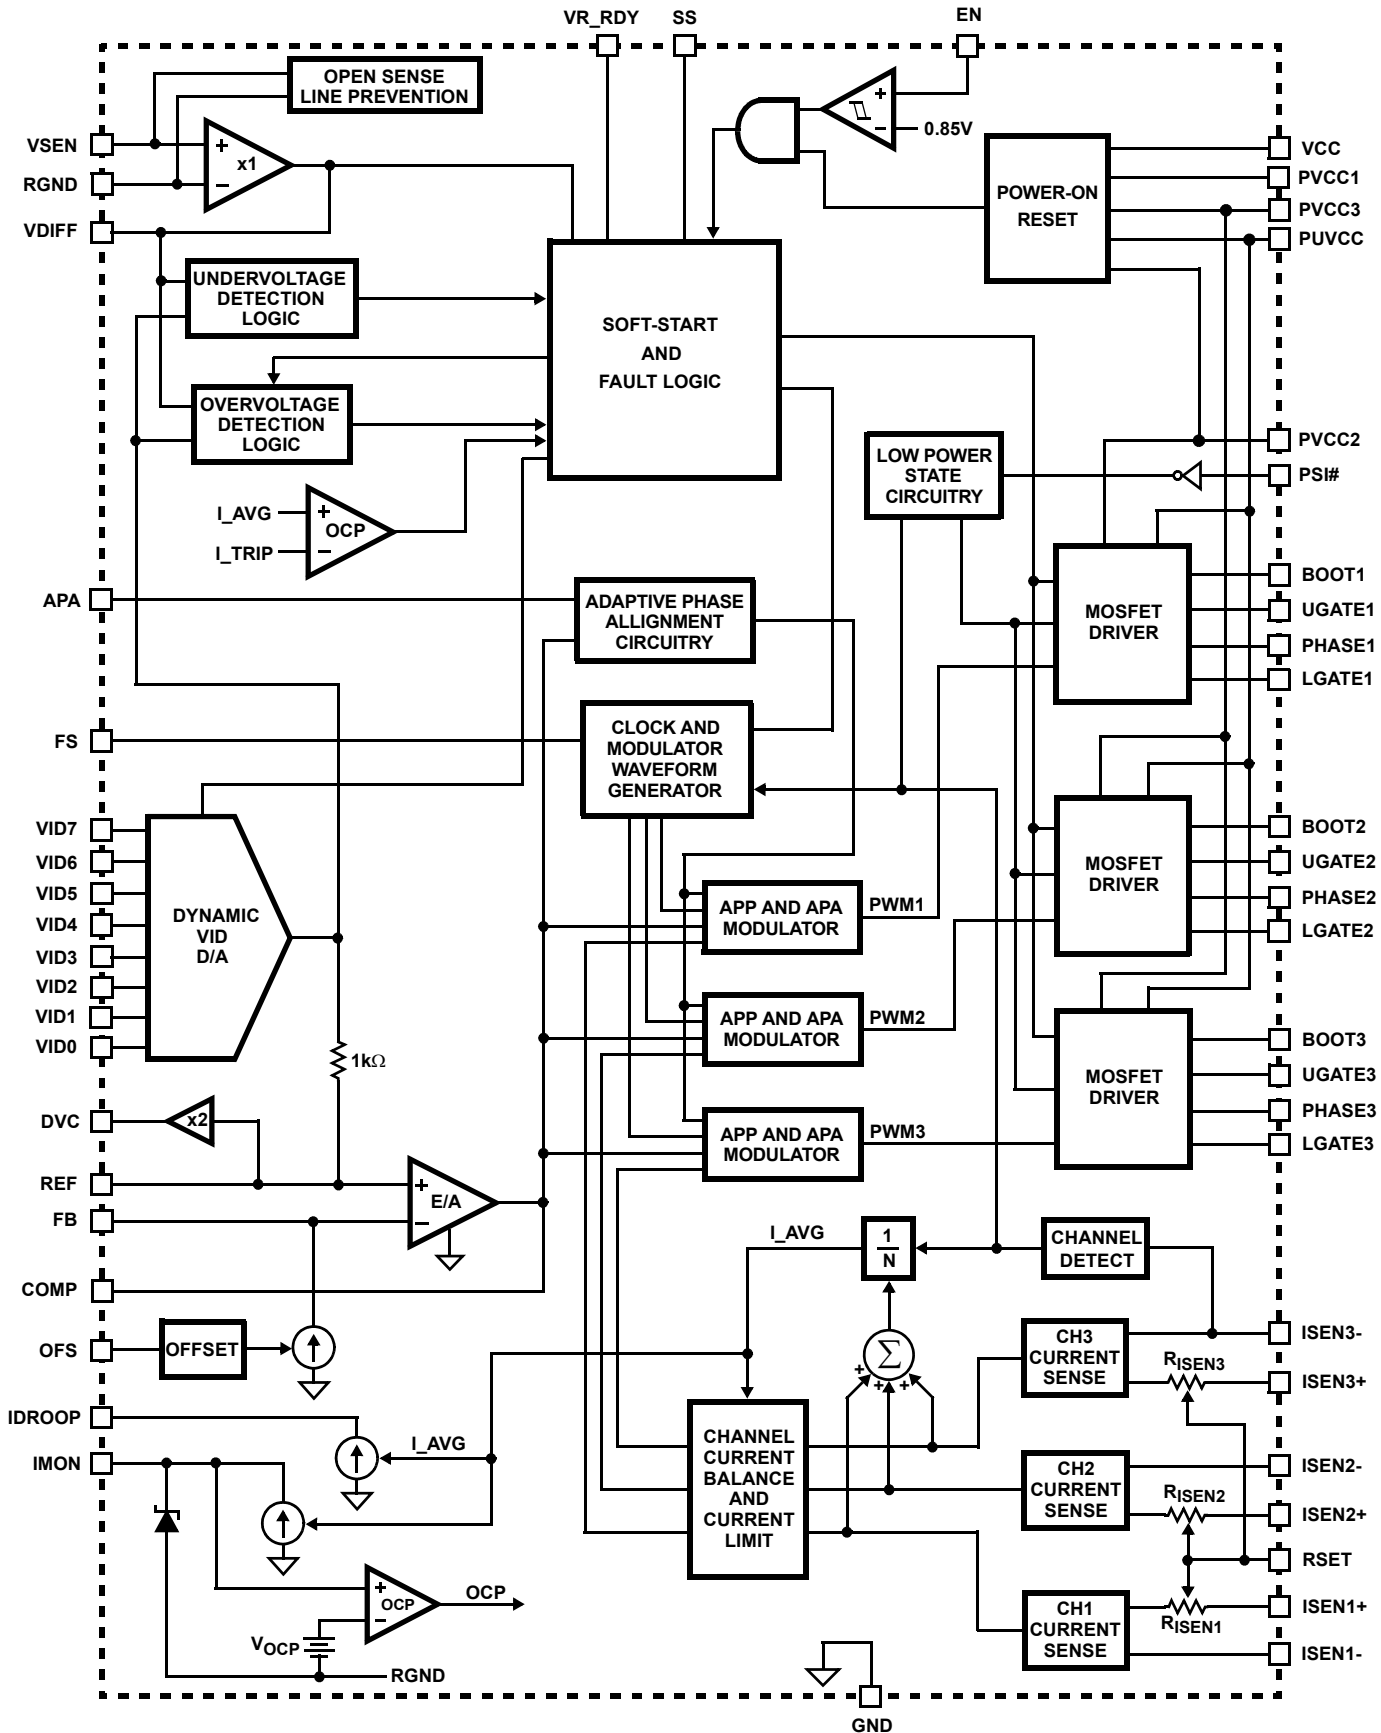 VR_RDY
SS
EN
OPEN SENSE
LINE PREVENTION
+
−
0.85V
VSEN
RGND
VDIFF
+
−
x1
POWER-ON
RESET
VCC
PVCC1
PVCC3
PUVCC
UNDERVOLTAGE
DETECTION
LOGIC
SOFT-START
AND
FAULT LOGIC
OVERVOLTAGE
DETECTION
LOGIC
LOW POWER
STATE
CIRCUITRY
PVCC2
PSI#
I_AVG
I_TRIP
+
−
OCP
APA
ADAPTIVE PHASE
ALLIGNMENT
CIRCUITRY
MOSFET
DRIVER
BOOT1
UGATE1
PHASE1
LGATE1
FS
CLOCK AND
MODULATOR
WAVEFORM
GENERATOR
VID7
VID6
VID5
VID4
VID3
VID2
VID1
VID0
DYNAMIC
VID
D/A
APP AND APA
MODULATOR
PWM1
MOSFET
DRIVER
BOOT2
UGATE2
PHASE2
LGATE2
APP AND APA
MODULATOR
PWM2
1kΩ
MOSFET
DRIVER
BOOT3
UGATE3
PHASE3
LGATE3
DVC
x2
APP AND APA
MODULATOR
PWM3
REF
FB
+
−
E/A
COMP
I_AVG
1
N
CHANNEL
DETECT
OFS
OFFSET
Σ
+
+
+
CH3
CURRENT
SENSE
RISEN3
ISEN3-
ISEN3+
IDROOP
I_AVG
IMON
CHANNEL
CURRENT
BALANCE
AND
CURRENT
LIMIT
CH2
CURRENT
SENSE
RISEN2
ISEN2-
ISEN2+
RSET
+
−
OCP
OCP
VOCP
RGND
CH1
CURRENT
SENSE
RISEN1
ISEN1+
ISEN1-
GND